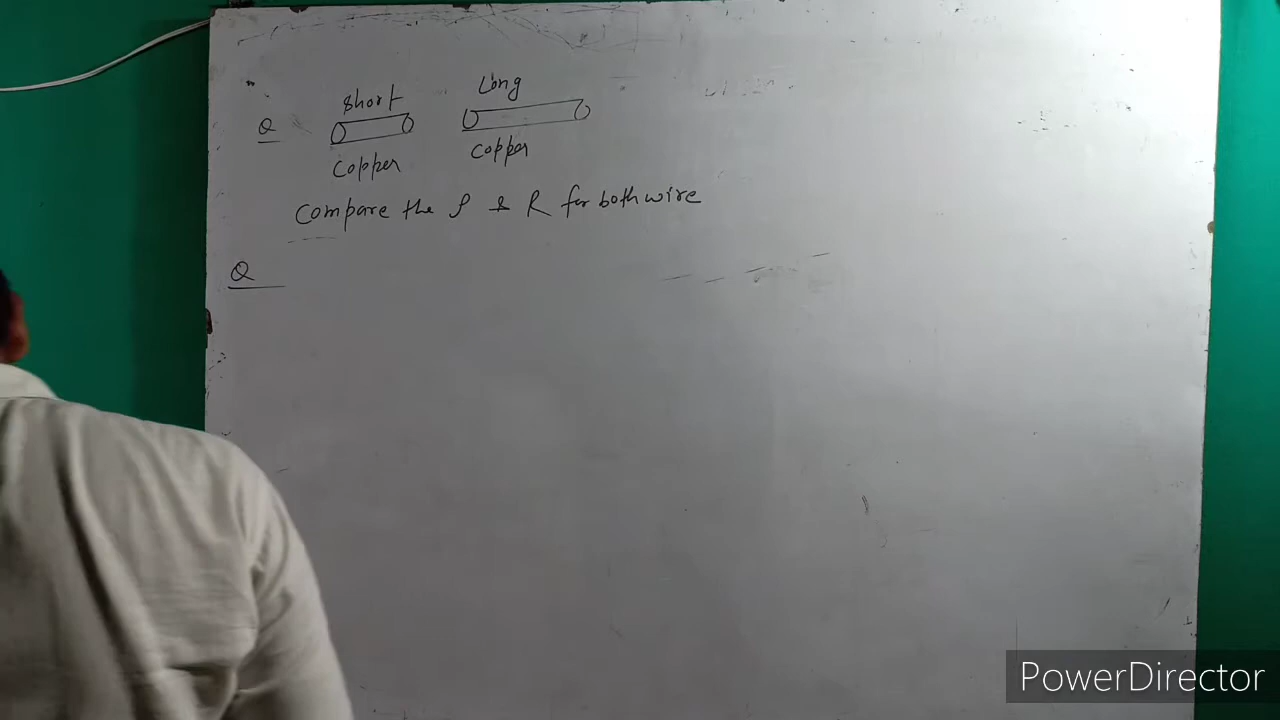 Short Long
Q
Copper Copper
Compare the ρ & R for both wire
Q
PowerDirector